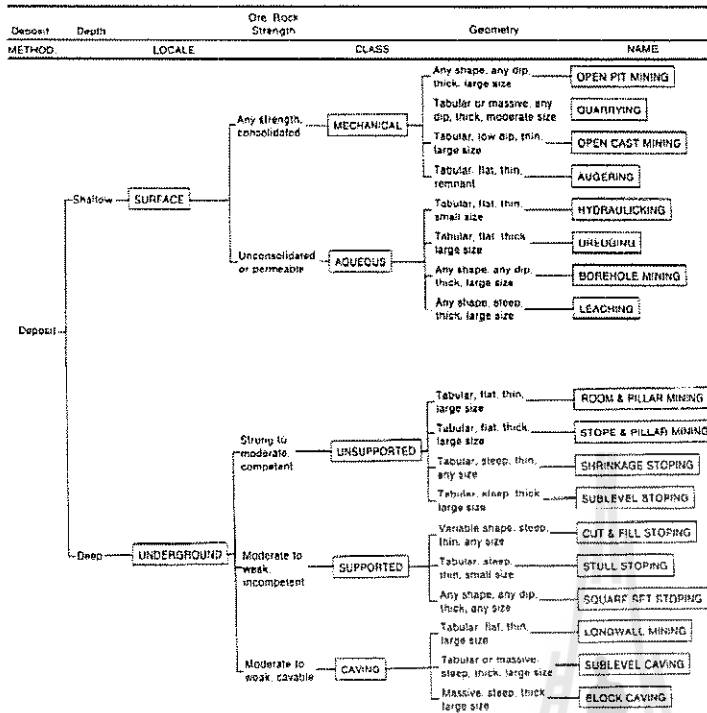 Deposit Depth Ore Rock Strength Geometry
METHOD. LOCALE CLASS NAME
Any shape, any dip,
thick, large size
OPEN PIT MINING
Tabular or massive, any
dip, thick, moderate size
QUARRYING
Any strength,
consolidated
MECHANICAL
Tabular, low dip, thin,
large size
OPEN CAST MINING
Tabular, flat, thin,
remnant
AUGERING
Shallow
SURFACE
Tabular, flat, thin,
small size
HYDRAULICKING
Tabular, flat, thick
large size
DREDGING
Unconsolidated
or permeable
AQUEOUS
Any shape, any dip,
thick, large size
BOREHOLE MINING
Any shape, steep,
thick, large size
LEACHING
Deposit
Tabular, flat, thin,
large size
ROOM & PILLAR MINING
Tabular, flat, thick,
large size
STOPE & PILLAR MINING
Strong to
moderate,
competent
UNSUPPORTED
Tabular, steep, thin,
any size
SHRINKAGE STOPING
Tabular, steep, thick
large size
SUBLEVEL STOPING
Deep
UNDERGROUND
Variable shape, steep,
thin, any size
CUT & FILL STOPING
Moderate to
weak,
incompetent
SUPPORTED
Tabular, steep,
thin, small size
STULL STOPING
Any shape, any dip,
thick, any size
SQUARE SET STOPING
Tabular, flat, thin,
large size
LONGWALL MINING
Moderate to
weak, cavable
CAVING
Tabular or massive,
steep, thick, large size
SUBLEVEL CAVING
Massive, steep, thick
large size
BLOCK CAVING